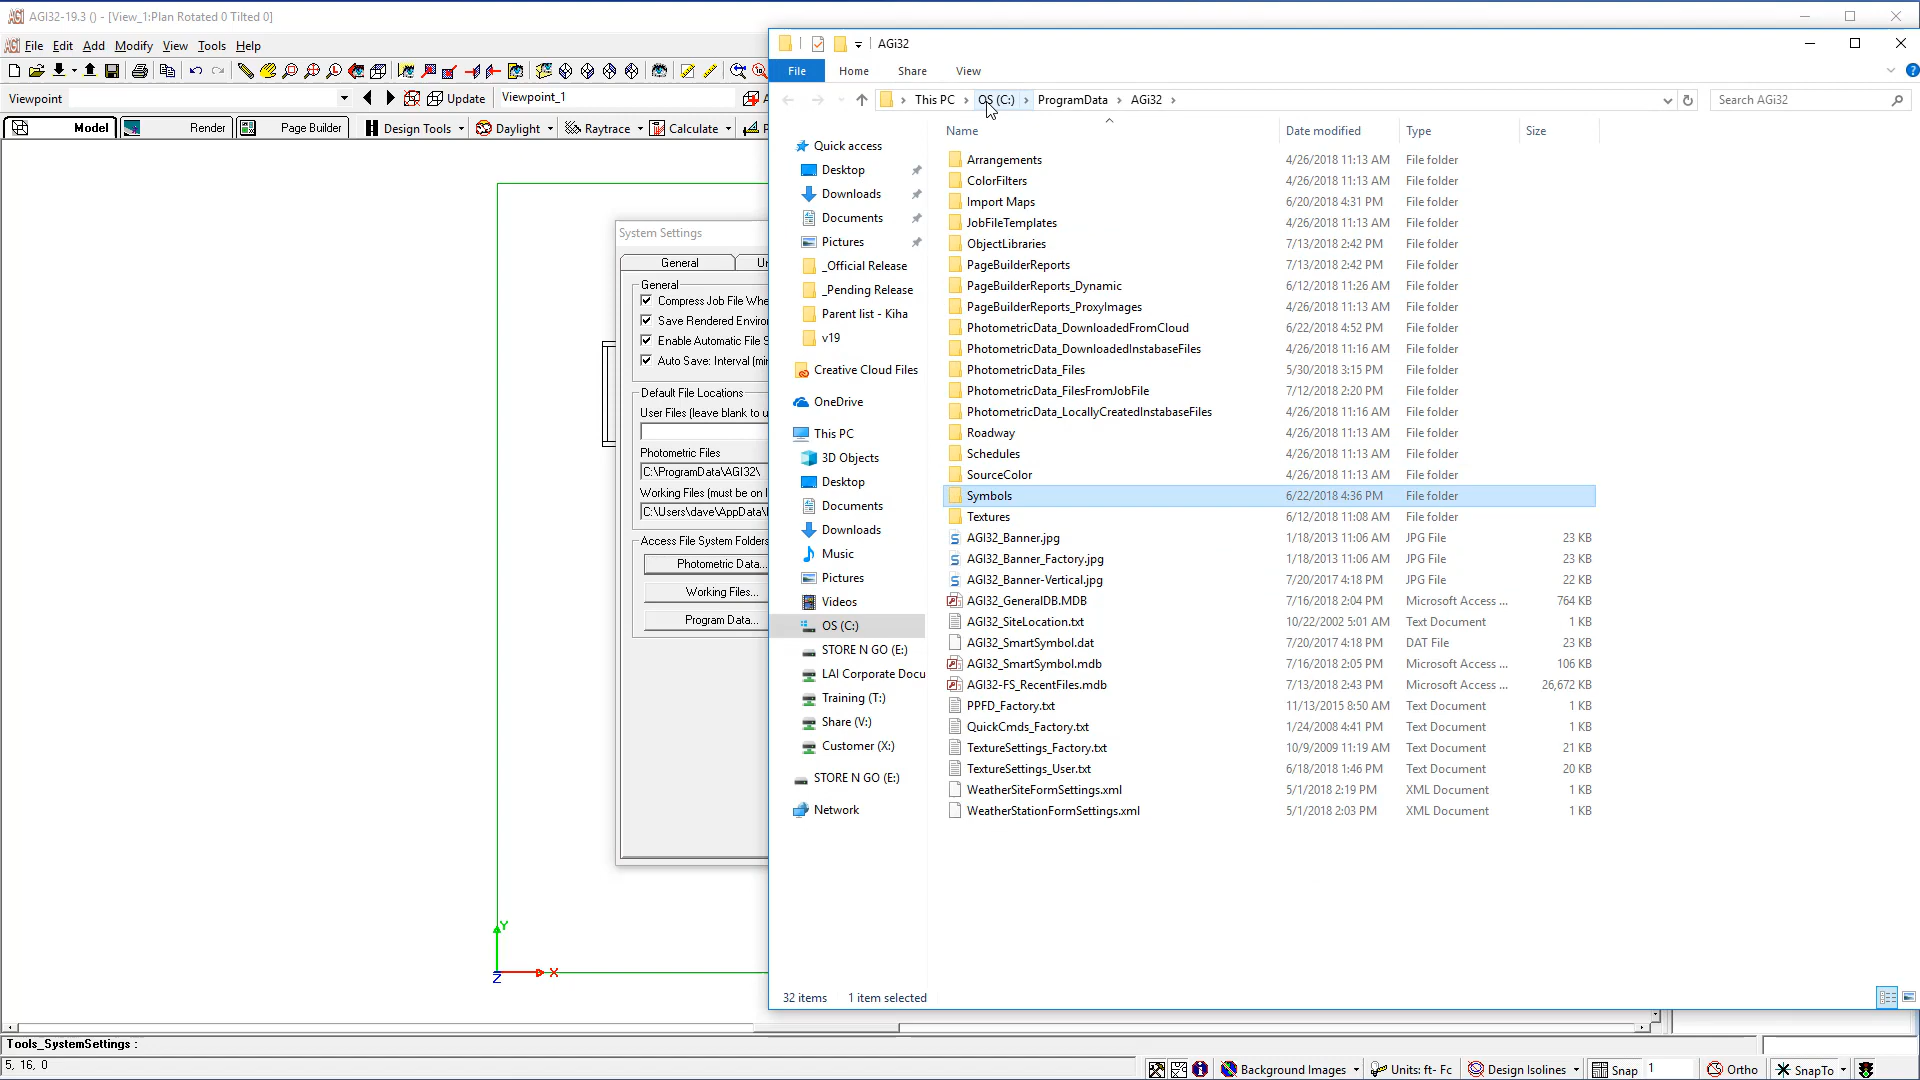 AGI32-19.3 () - [View_1:Plan Rotated 0 Tilted 0]
File Edit Add Modify View Tools Help
Viewpoint Update Viewpoint_1
Model Render Page Builder Design Tools Daylight Raytrace Calculate
System Settings
General
General
Compress Job File Whe
Save Rendered Enviro
Enable Automatic File S
Auto Save: Interval (min
Default File Locations
User Files (leave blank to u
Photometric Files
C:\ProgramData\AGI32\
Working Files (must be on l
C:\Users\dave\AppData\
Access File System Folders
Photometric Data...
Working Files...
Program Data...
Y
X
Z
AGi32
File Home Share View
This PC OS (C:) ProgramData AGi32 Search AGi32
Quick access
Desktop
Downloads
Documents
Pictures
_Official Release
_Pending Release
Parent list - Kiha
v19
Creative Cloud Files
OneDrive
This PC
3D Objects
Desktop
Documents
Downloads
Music
Pictures
Videos
OS (C:)
STORE N GO (E:)
LAI Corporate Docu
Training (T:)
Share (V:)
Customer (X:)
STORE N GO (E:)
Network
Name Date modified Type Size
Arrangements 4/26/2018 11:13 AM File folder
ColorFilters 4/26/2018 11:13 AM File folder
Import Maps 6/20/2018 4:31 PM File folder
JobFileTemplates 4/26/2018 11:13 AM File folder
ObjectLibraries 7/13/2018 2:42 PM File folder
PageBuilderReports 7/13/2018 2:42 PM File folder
PageBuilderReports_Dynamic 6/12/2018 11:26 AM File folder
PageBuilderReports_ProxyImages 4/26/2018 11:13 AM File folder
PhotometricData_DownloadedFromCloud 6/22/2018 4:52 PM File folder
PhotometricData_DownloadedInstabaseFiles 4/26/2018 11:16 AM File folder
PhotometricData_Files 5/30/2018 3:15 PM File folder
PhotometricData_FilesFromJobFile 7/12/2018 2:20 PM File folder
PhotometricData_LocallyCreatedInstabaseFiles 4/26/2018 11:16 AM File folder
Roadway 4/26/2018 11:13 AM File folder
Schedules 4/26/2018 11:13 AM File folder
SourceColor 4/26/2018 11:13 AM File folder
Symbols 6/22/2018 4:36 PM File folder
Textures 6/12/2018 11:08 AM File folder
AGI32_Banner.jpg 1/18/2013 11:06 AM JPG File 23 KB
AGI32_Banner_Factory.jpg 1/18/2013 11:06 AM JPG File 23 KB
AGI32_Banner-Vertical.jpg 7/20/2017 4:18 PM JPG File 22 KB
AGI32_GeneralDB.MDB 7/16/2018 2:04 PM Microsoft Access ... 764 KB
AGI32_SiteLocation.txt 10/22/2002 5:01 AM Text Document 1 KB
AGI32_SmartSymbol.dat 7/20/2017 4:18 PM DAT File 23 KB
AGI32_SmartSymbol.mdb 7/16/2018 2:05 PM Microsoft Access ... 106 KB
AGI32-FS_RecentFiles.mdb 7/13/2018 2:43 PM Microsoft Access ... 26,672 KB
PPFD_Factory.txt 11/13/2015 8:50 AM Text Document 1 KB
QuickCmds_Factory.txt 1/24/2008 4:41 PM Text Document 1 KB
TextureSettings_Factory.txt 10/9/2009 11:19 AM Text Document 21 KB
TextureSettings_User.txt 6/18/2018 1:46 PM Text Document 20 KB
WeatherSiteFormSettings.xml 5/1/2018 2:19 PM XML Document 1 KB
WeatherStationFormSettings.xml 5/1/2018 2:03 PM XML Document 1 KB
32 items 1 item selected
Tools_SystemSettings :
5, 16, 0
Background Images Units: ft- Fc Design Isolines Snap 1 Ortho SnapTo